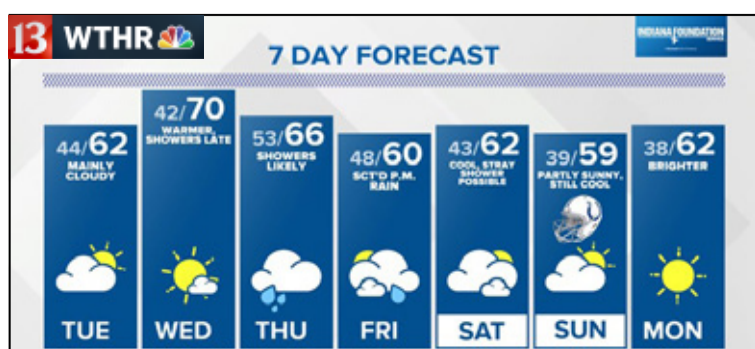 13 WTHR
INDIANA FOUNDATION
SERVICE
7 DAY FORECAST
44/62
MAINLY
CLOUDY
TUE
42/70
WARMER,
SHOWERS LATE
WED
53/66
SHOWERS
LIKELY
THU
48/60
SCT'D P.M.
RAIN
FRI
43/62
COOL, STRAY
SHOWER
POSSIBLE
SAT
39/59
PARTLY SUNNY,
STILL COOL
SUN
38/62
BRIGHTER
MON